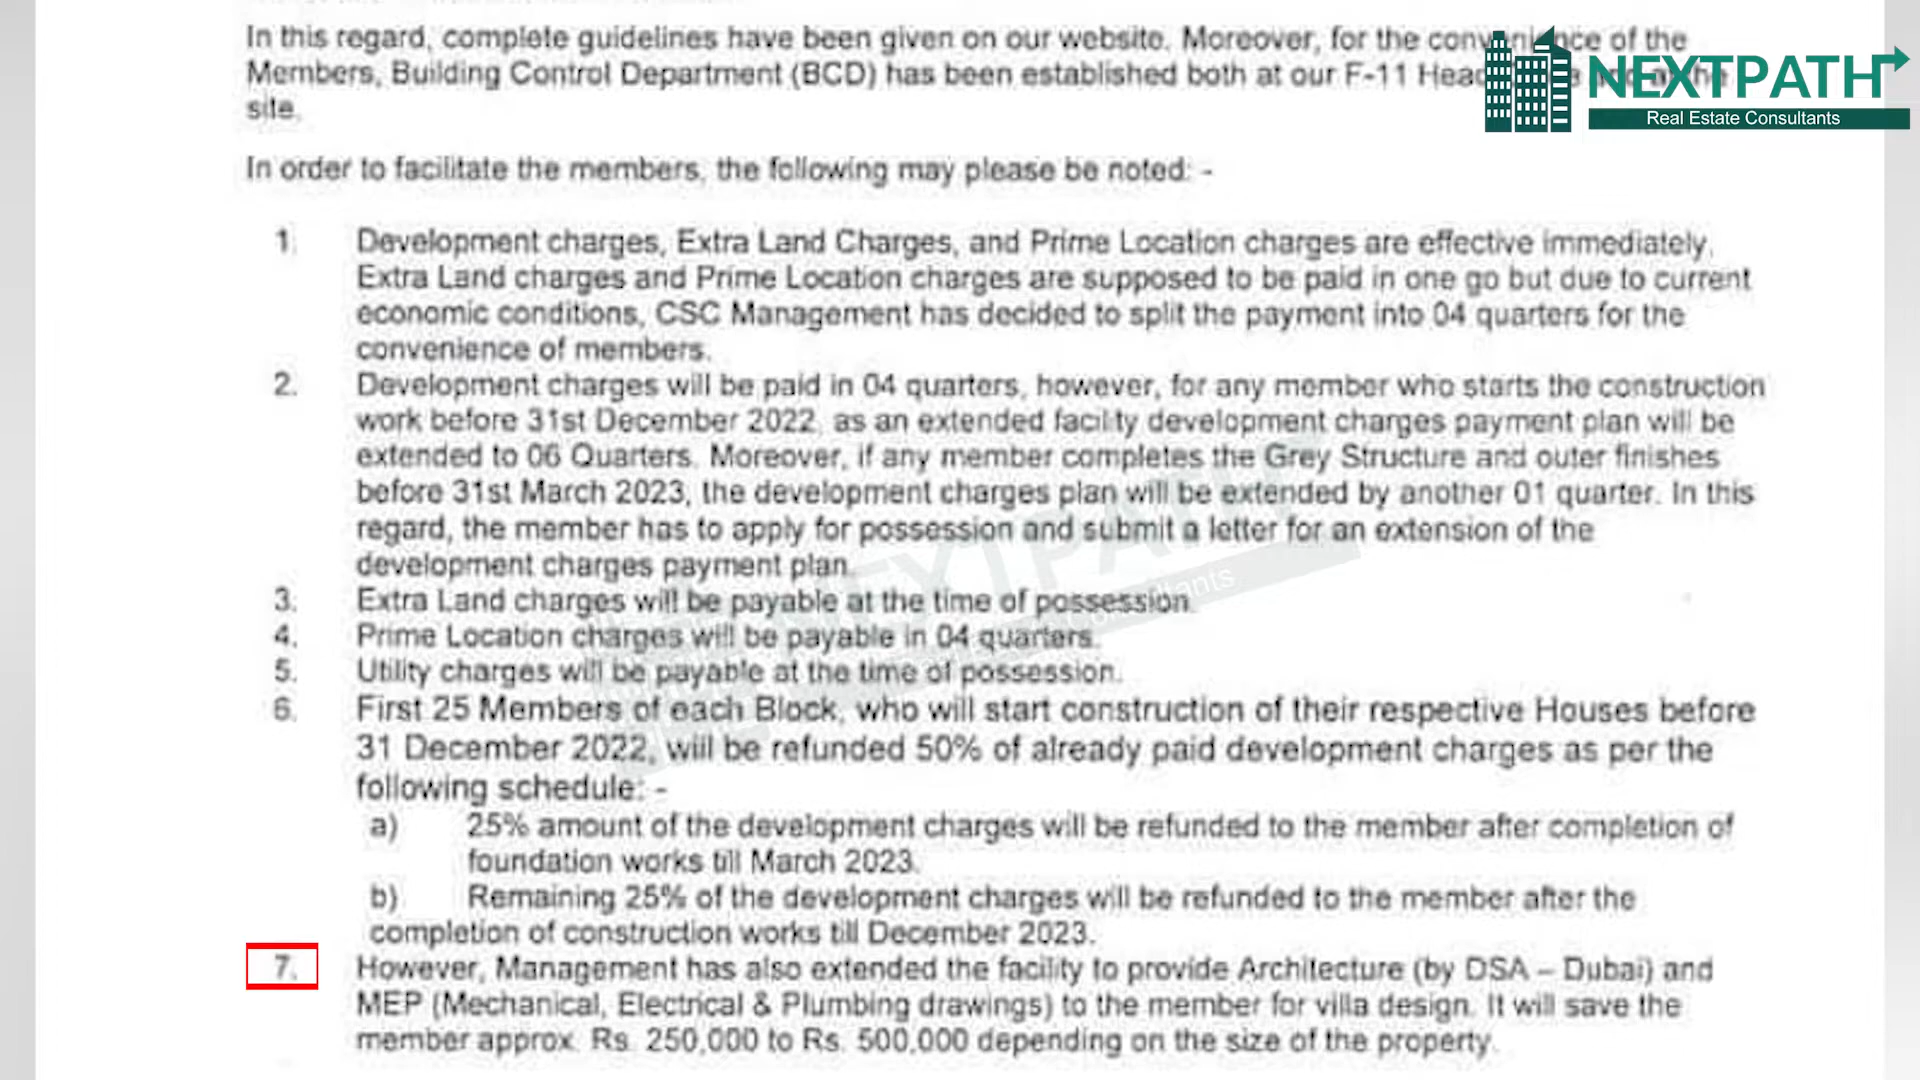 In this regard, complete guidelines have been given on our website. Moreover, for the convenience of the
Members, Building Control Department (BCD) has been established both at our F-11 Head and at the
site.
NEXTPATH
Real Estate Consultants
In order to facilitate the members, the following may please be noted: -
1. Development charges, Extra Land Charges, and Prime Location charges are effective immediately.
Extra Land charges and Prime Location charges are supposed to be paid in one go but due to current
economic conditions, CSC Management has decided to split the payment into 04 quarters for the
convenience of members.
2. Development charges will be paid in 04 quarters, however, for any member who starts the construction
work before 31st December 2022, as an extended facility development charges payment plan will be
extended to 06 Quarters. Moreover, if any member completes the Grey Structure and outer finishes
before 31st March 2023, the development charges plan will be extended by another 01 quarter. In this
regard, the member has to apply for possession and submit a letter for an extension of the
development charges payment plan.
3. Extra Land charges will be payable at the time of possession.
4. Prime Location charges will be payable in 04 quarters.
5. Utility charges will be payable at the time of possession.
6. First 25 Members of each Block, who will start construction of their respective Houses before
31 December 2022, will be refunded 50% of already paid development charges as per the
following schedule: -
a) 25% amount of the development charges will be refunded to the member after completion of
foundation works till March 2023.
b) Remaining 25% of the development charges will be refunded to the member after the
completion of construction works till December 2023.
7. However, Management has also extended the facility to provide Architecture (by DSA – Dubai) and
MEP (Mechanical, Electrical & Plumbing drawings) to the member for villa design. It will save the
member approx. Rs. 250,000 to Rs. 500,000 depending on the size of the property.